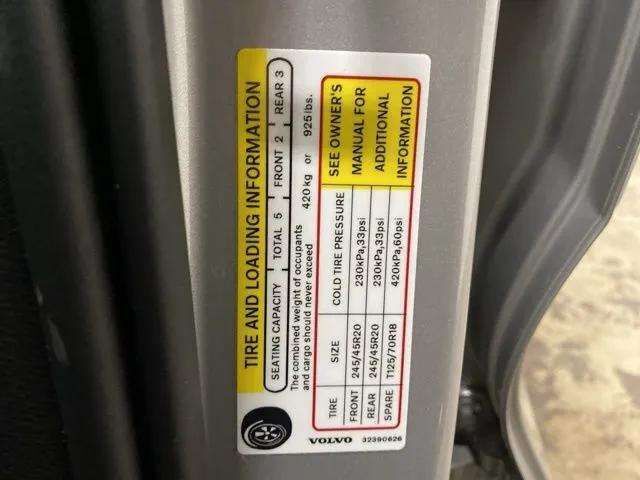 TIRE AND LOADING INFORMATION
SEATING CAPACITY TOTAL 5 FRONT 2 REAR 3
The combined weight of occupants
and cargo should never exceed 420 kg or 925 lbs.
TIRE SIZE COLD TIRE PRESSURE
FRONT 245/45R20 230kPa,33psi
REAR 245/45R20 230kPa,33psi
SPARE T125/70R18 420kPa,60psi
SEE OWNER'S
MANUAL FOR
ADDITIONAL
INFORMATION
VOLVO 32390626